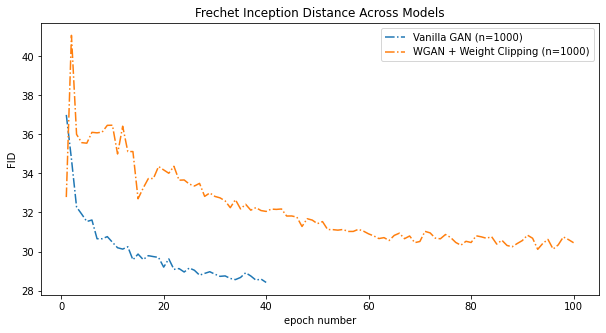 Frechet Inception Distance Across Models
Vanilla GAN (n=1000)
WGAN + Weight Clipping (n=1000)
40
38
36
34
32
30
28
FID
0
20
40
60
80
100
epoch number